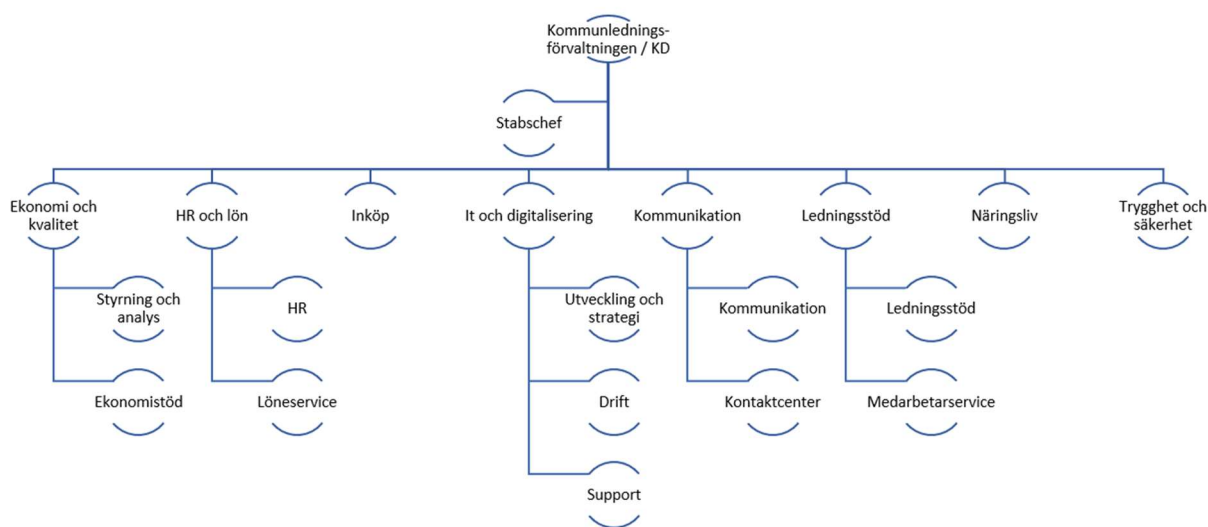 Kommunlednings-
förvaltningen / KD
Stabschef
Ekonomi och
kvalitet
HR och lön
Inköp
It och digitalisering
Kommunikation
Ledningsstöd
Näringsliv
Trygghet och
säkerhet
Styrning och
analys
HR
Utveckling och
strategi
Kommunikation
Ledningsstöd
Ekonomistöd
Löneservice
Drift
Kontaktcenter
Medarbetarservice
Support